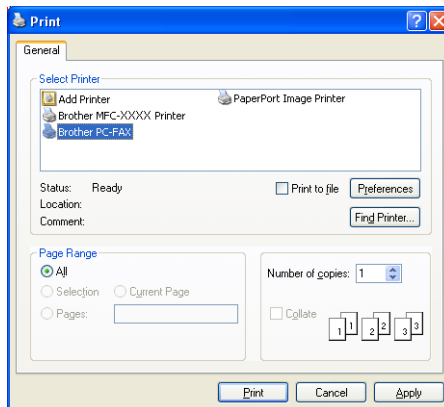 Print
General
Select Printer
Add Printer
PaperPort Image Printer
Brother MFC-XXXX Printer
Brother PC-FAX
Status: Ready
Print to file
Preferences
Location:
Comment:
Find Printer...
Page Range
All
Selection
Current Page
Pages:
Number of copies: 1
Collate
1 1 2 2 3 3
Print
Cancel
Apply